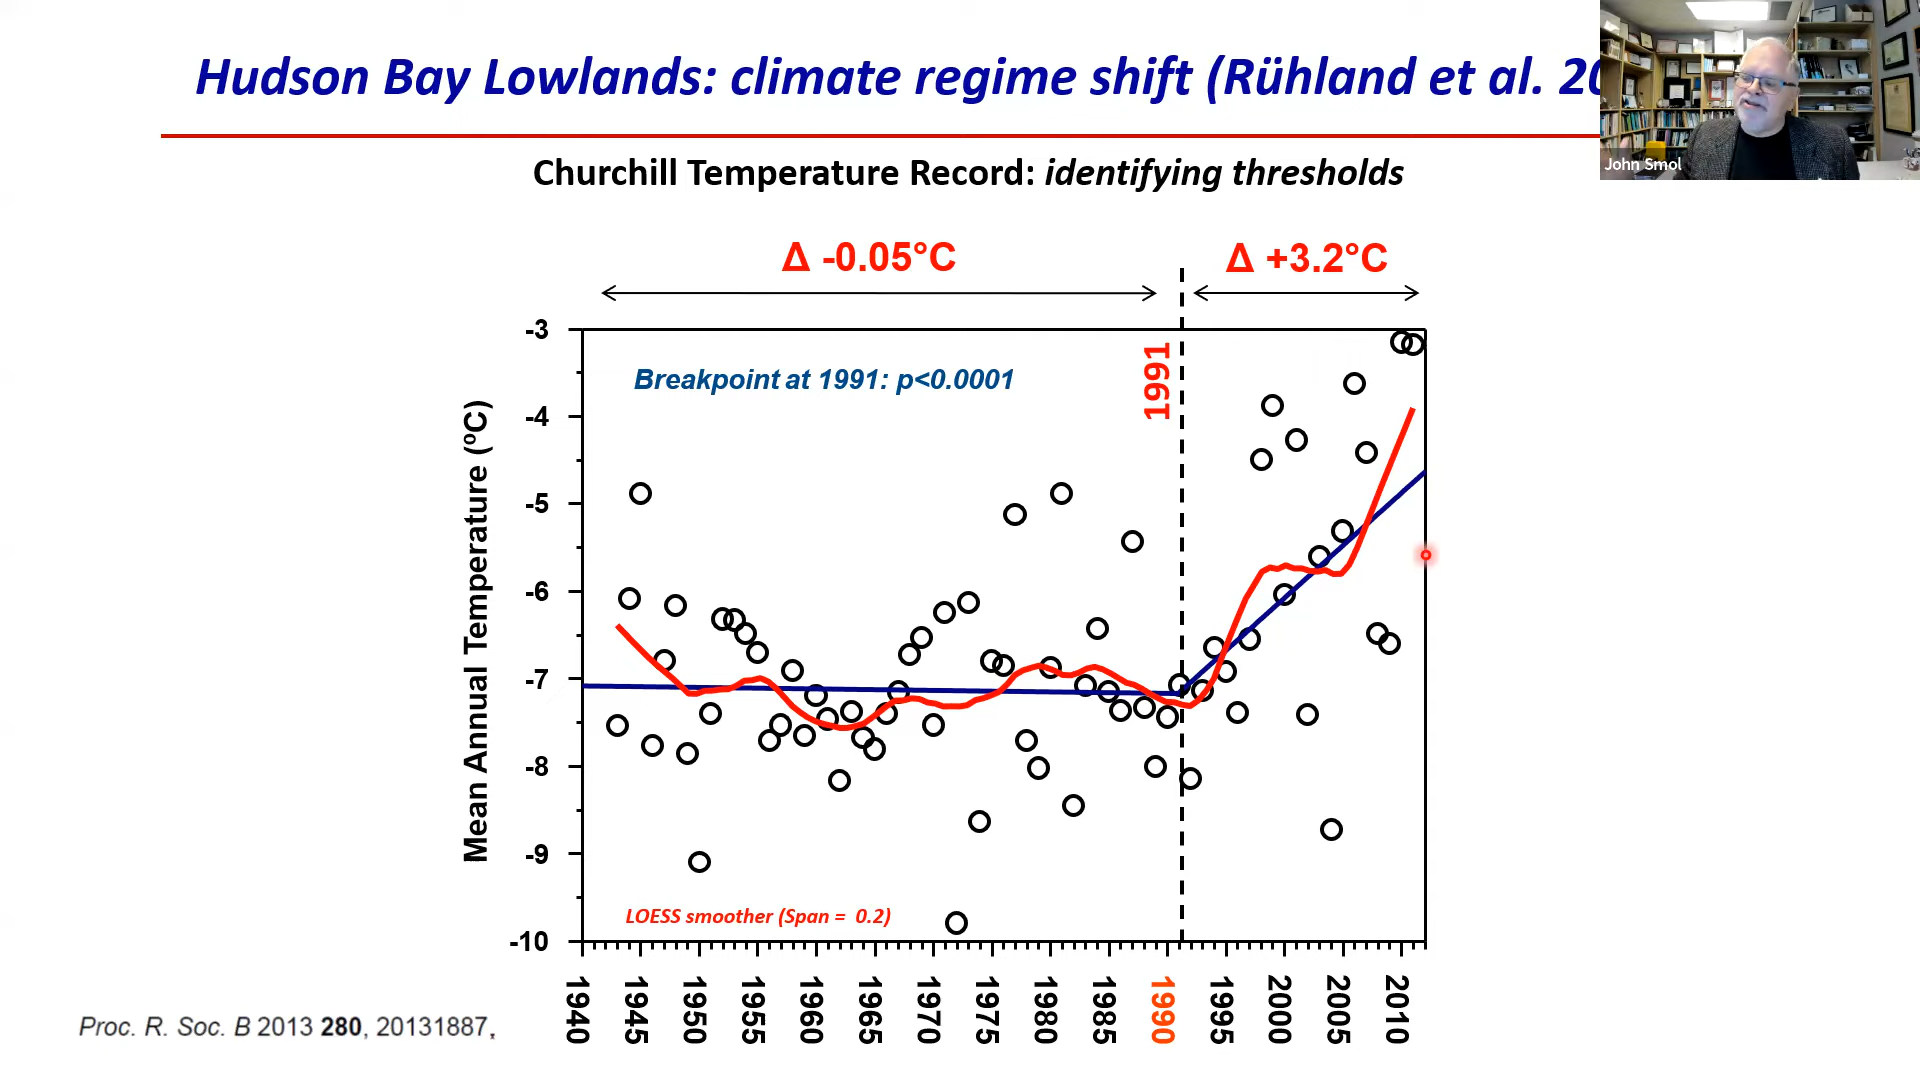 Hudson Bay Lowlands: climate regime shift (Rühland et al. 20
John Smol
Churchill Temperature Record: identifying thresholds
Δ -0.05°C
Δ +3.2°C
Breakpoint at 1991: p<0.0001
1991
Mean Annual Temperature (ºC)
-3
-4
-5
-6
-7
-8
-9
-10
LOESS smoother (Span = 0.2)
1940
1945
1950
1955
1960
1965
1970
1975
1980
1985
1990
1995
2000
2005
2010
Proc. R. Soc. B 2013 280, 20131887,